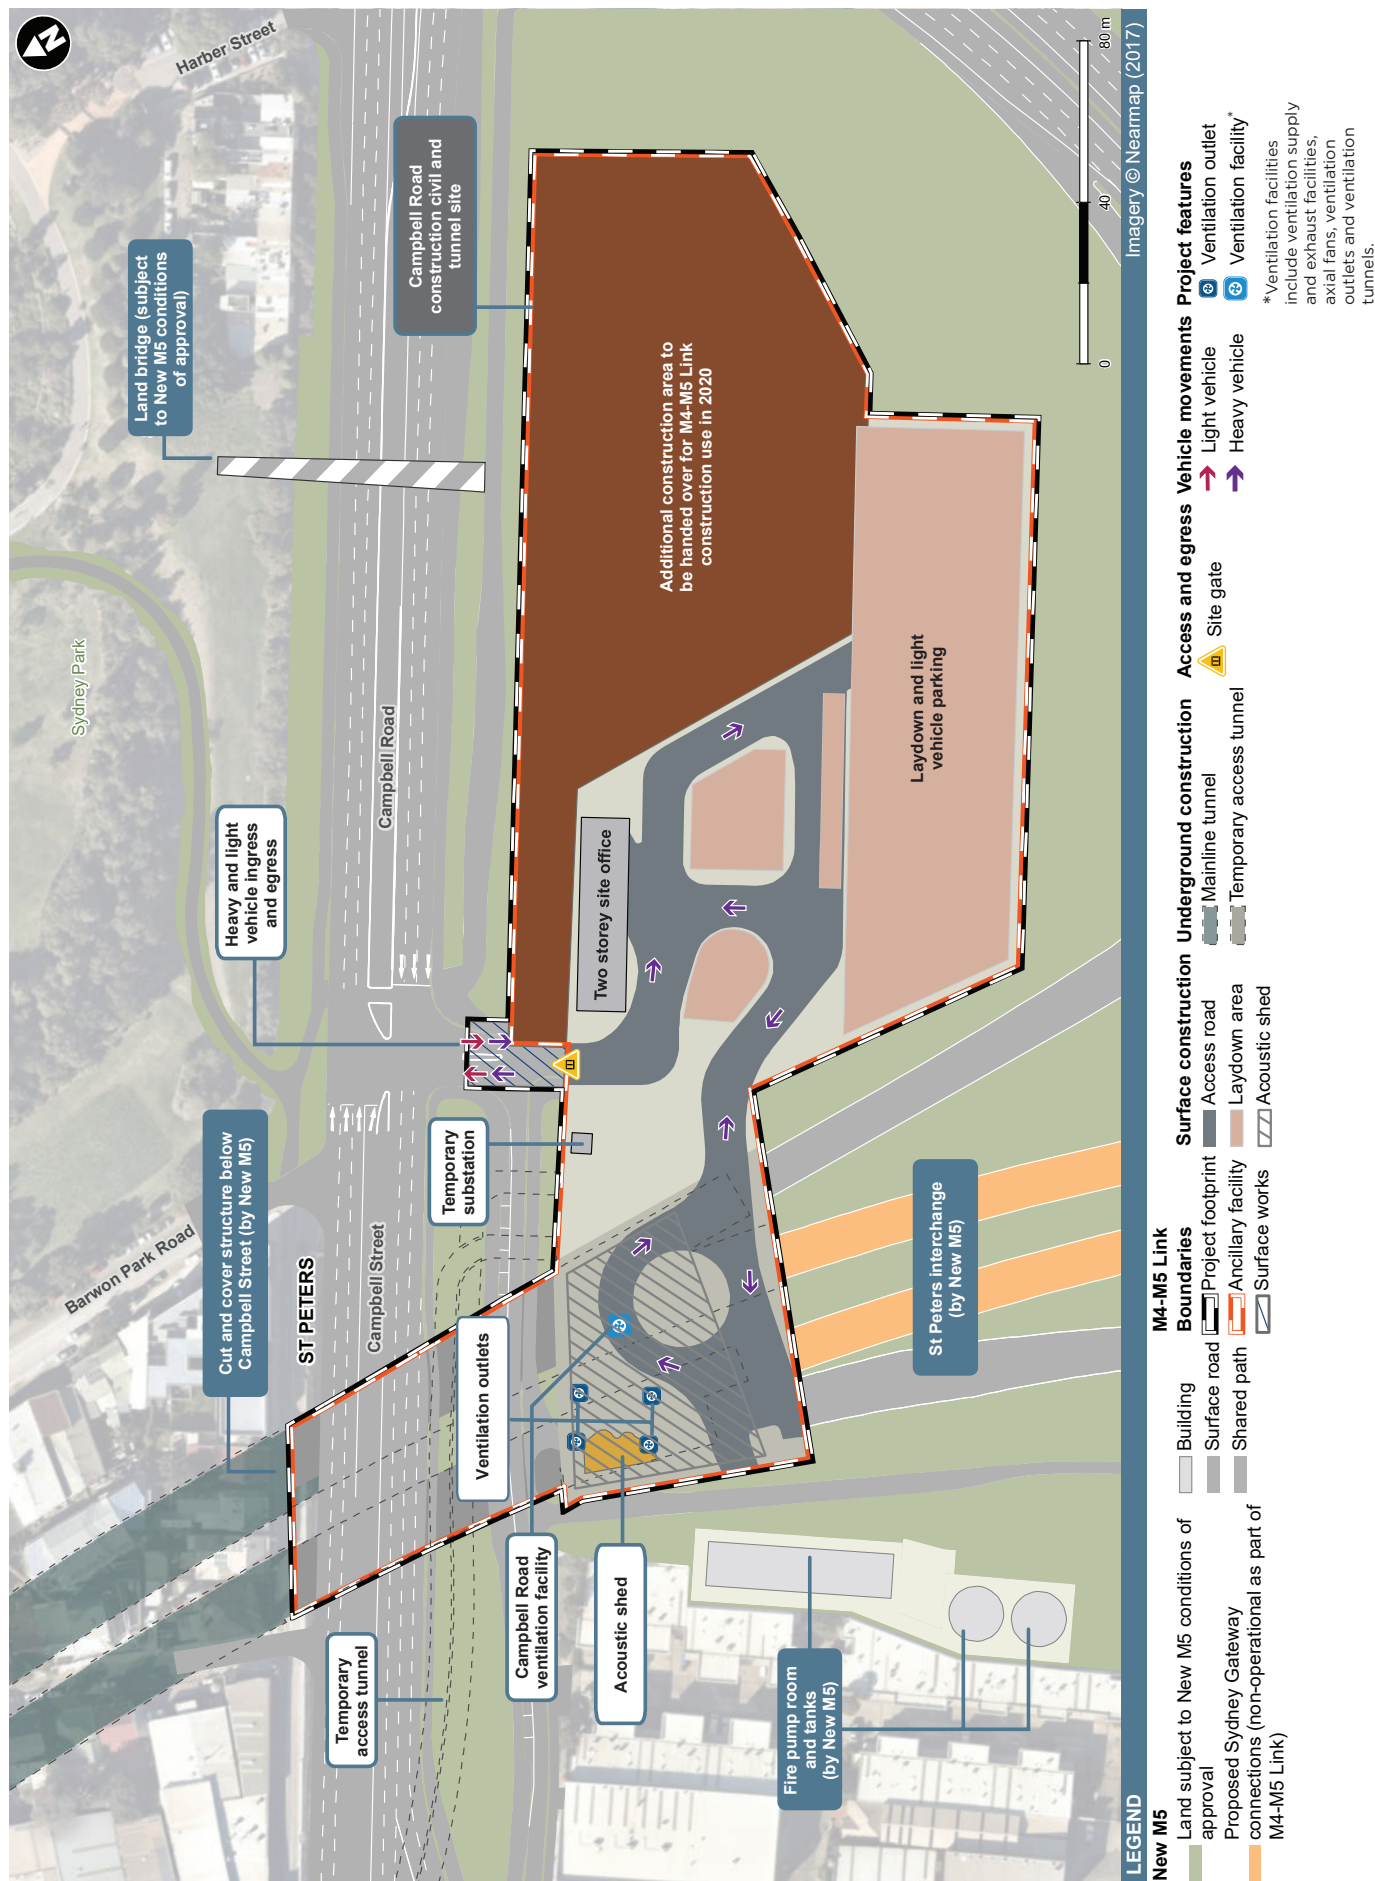 N
Harber Street
Sydney Park
Land bridge (subject
to New M5 conditions
of approval)
Campbell Road
construction civil and
tunnel site
Heavy and light
vehicle ingress
and egress
Campbell Road
Cut and cover structure below
Campbell Street (by New M5)
Barwon Park Road
ST PETERS
Campbell Street
Temporary
substation
Temporary
access tunnel
Ventilation outlets
Campbell Road
ventilation facility
Acoustic shed
Two storey site office
Additional construction area to
be handed over for M4-M5 Link
construction use in 2020
Laydown and light
vehicle parking
Fire pump room
and tanks
(by New M5)
St Peters interchange
(by New M5)
0
40
80 m
LEGEND
Imagery © Nearmap (2017)
New M5
Land subject to New M5 conditions of
approval
Proposed Sydney Gateway
connections (non-operational as part of
M4-M5 Link)
Building
Surface road
Shared path
M4-M5 Link
Boundaries
Project footprint
Ancillary facility
Surface works
Surface construction
Access road
Laydown area
Acoustic shed
Underground construction
Mainline tunnel
Temporary access tunnel
Access and egress
Site gate
Vehicle movements
Light vehicle
Heavy vehicle
Project features
Ventilation outlet
Ventilation facility*
*Ventilation facilities
include ventilation supply
and exhaust facilities,
axial fans, ventilation
outlets and ventilation
tunnels.